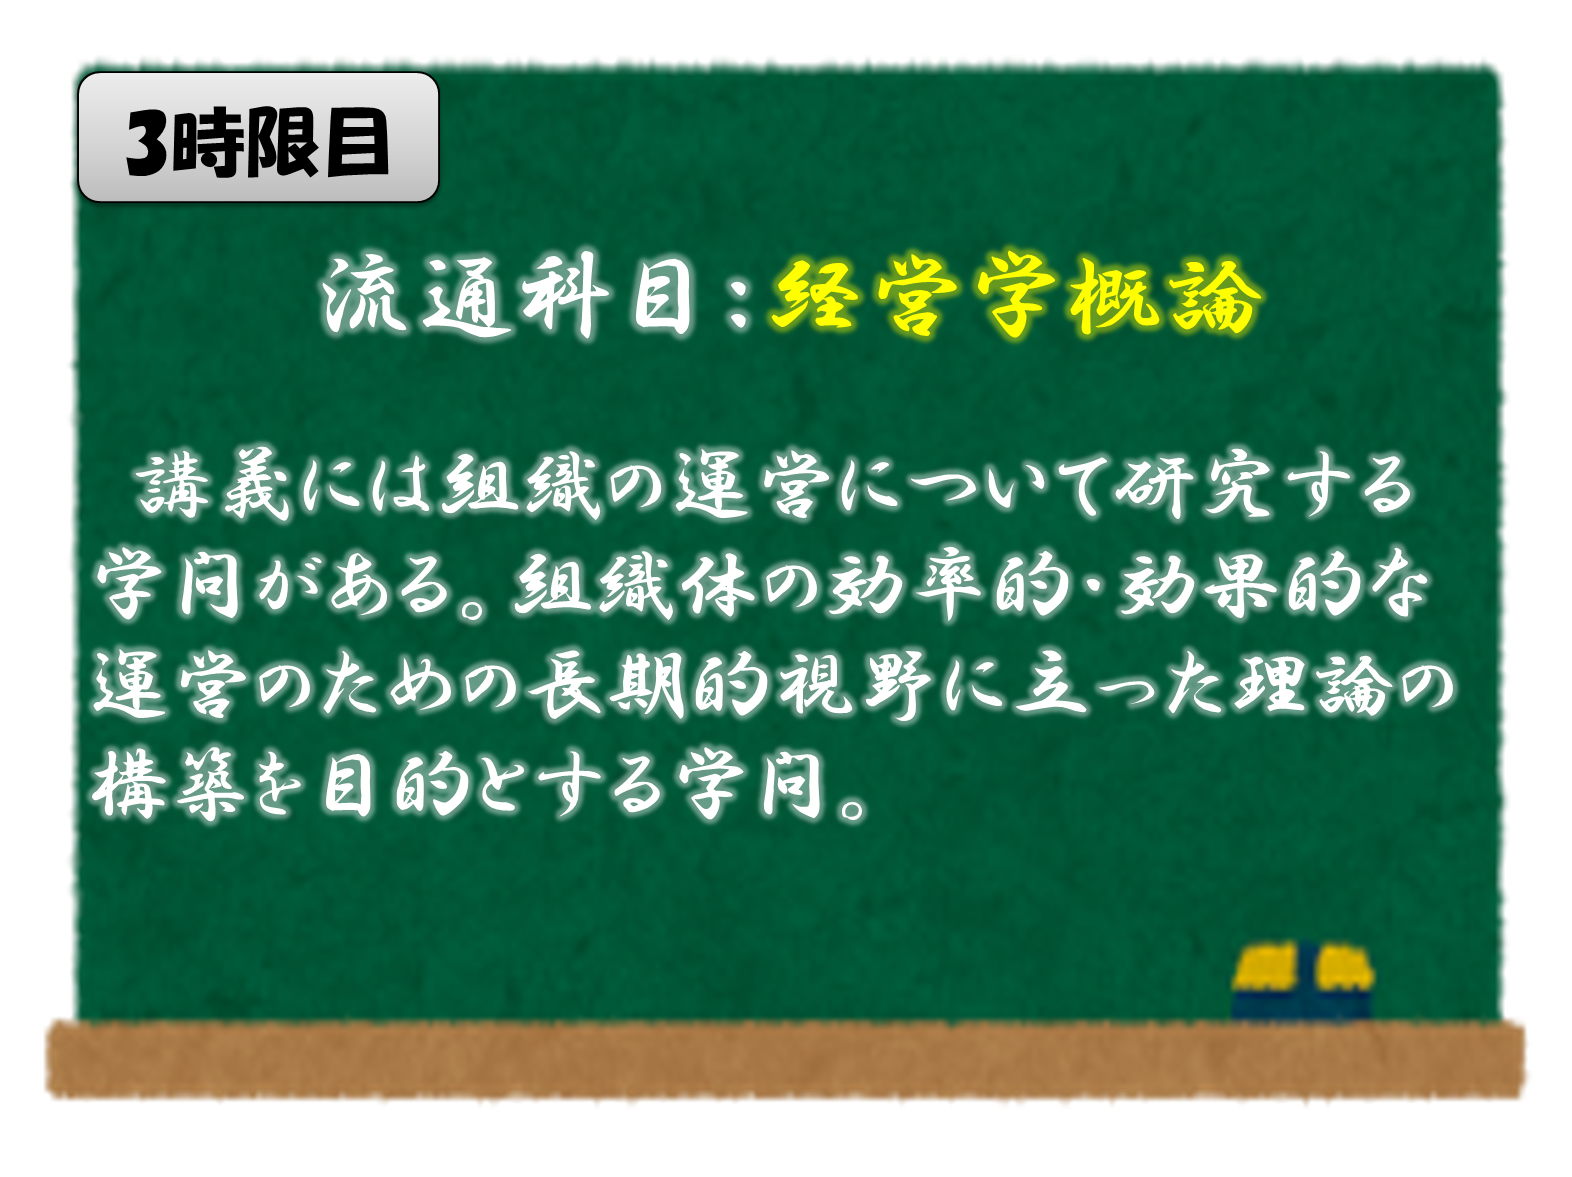 3時限目
流通科目：経営学概論
講義には組織の運営について研究する
学問がある。組織体の効率的・効果的な
運営のための長期的視野に立った理論の
構築を目的とする学問。